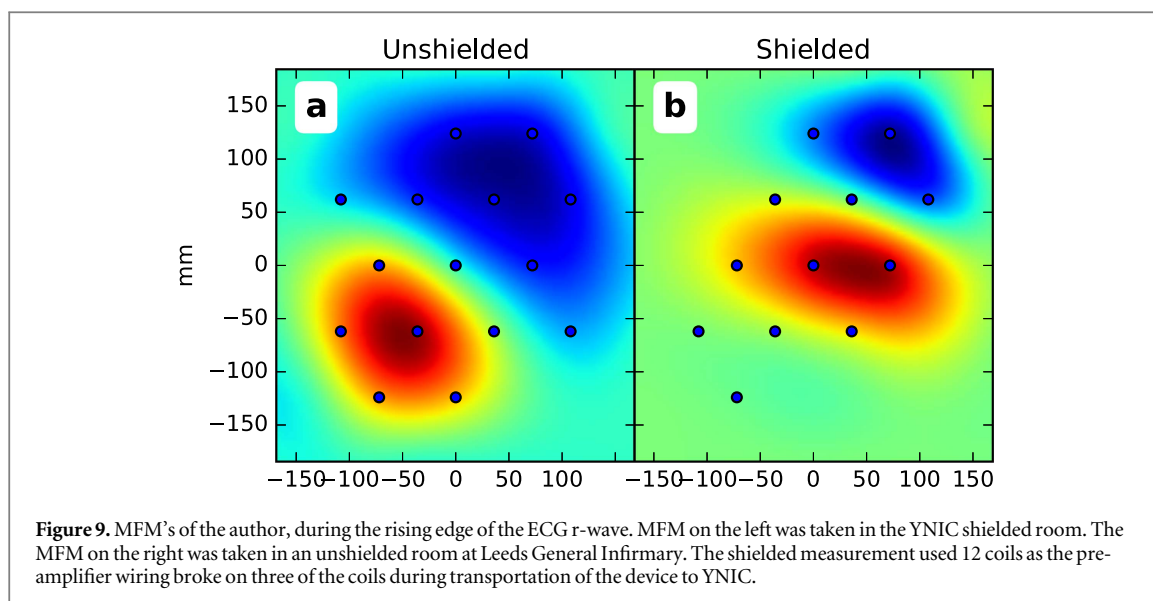 Unshielded Shielded
a b
150
100
50
0
−50
−100
−150
mm
−150 −100 −50 0 50 100 −150 −100 −50 0 50 100 150
Figure 9. MFM's of the author, during the rising edge of the ECG r-wave. MFM on the left was taken in the YNIC shielded room. The
MFM on the right was taken in an unshielded room at Leeds General Infirmary. The shielded measurement used 12 coils as the pre-
amplifier wiring broke on three of the coils during transportation of the device to YNIC.